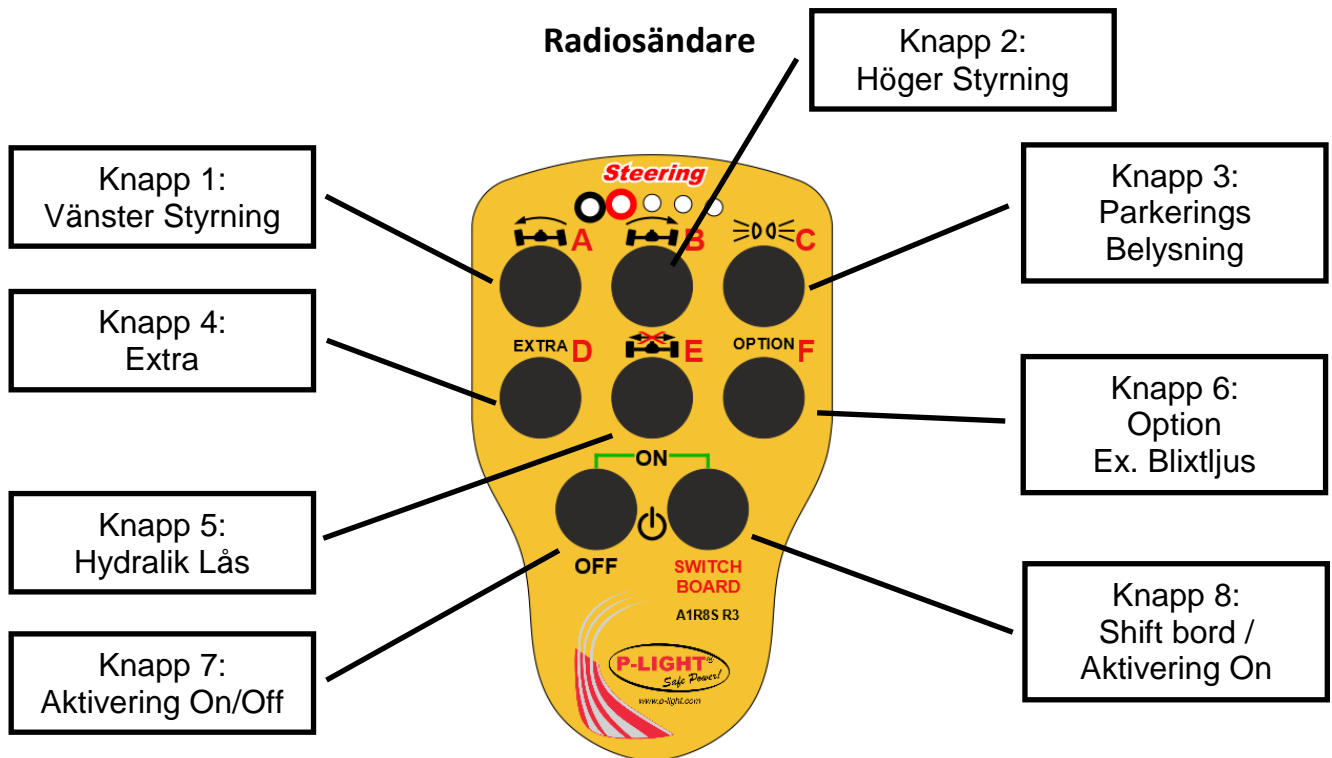 Radiosändare
Knapp 2:
Höger Styrning
Knapp 1:
Vänster Styrning
Knapp 3:
Parkerings
Belysning
Steering
A
B
C
Knapp 4:
Extra
EXTRA D
E
OPTION F
Knapp 6:
Option
Ex. Blixtljus
ON
Knapp 5:
Hydralik Lås
OFF
SWITCH
BOARD
A1R8S R3
Knapp 7:
Aktivering On/Off
Knapp 8:
Shift bord /
Aktivering On
P-LIGHT™
Safe Power!
www.p-light.com